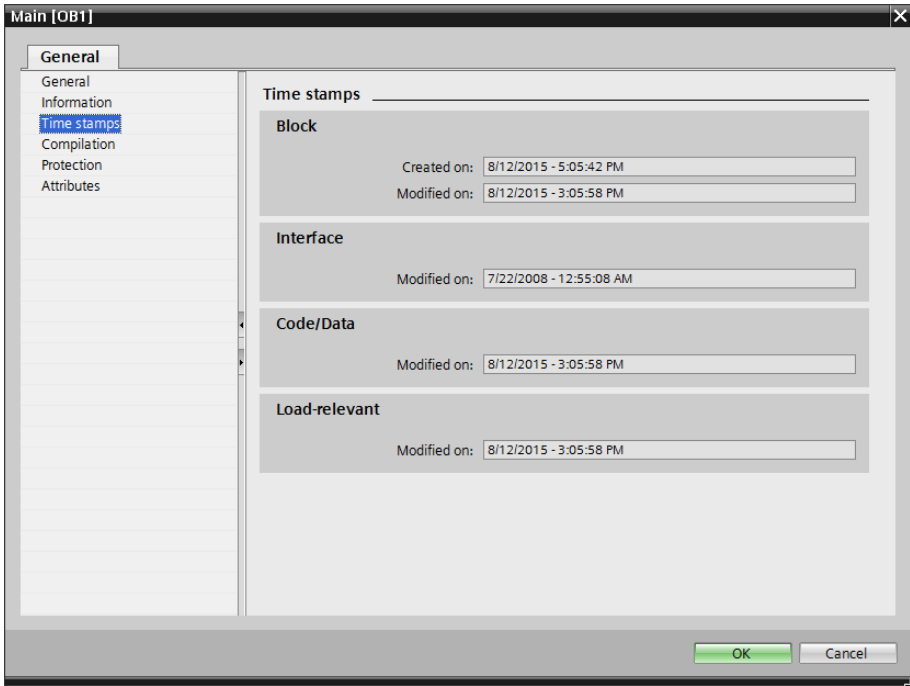 Main [OB1]
General
General
Information
Time stamps
Compilation
Protection
Attributes
Time stamps
Block
Created on: 8/12/2015 - 5:05:42 PM
Modified on: 8/12/2015 - 3:05:58 PM
Interface
Modified on: 7/22/2008 - 12:55:08 AM
Code/Data
Modified on: 8/12/2015 - 3:05:58 PM
Load-relevant
Modified on: 8/12/2015 - 3:05:58 PM
OK Cancel